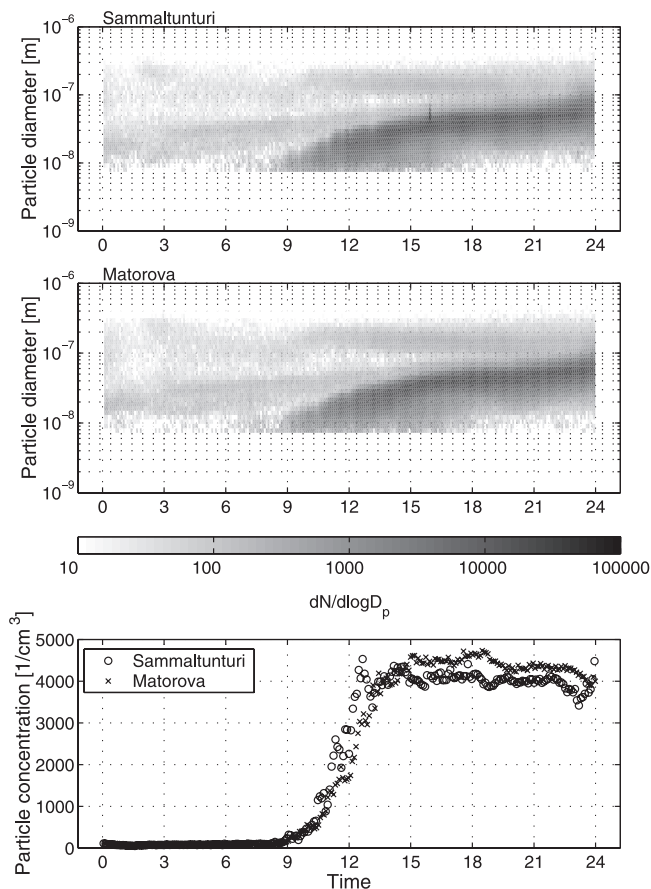 Sammaltunturi
Particle diameter [m]
10⁻⁶
10⁻⁷
10⁻⁸
10⁻⁹
0 3 6 9 12 15 18 21 24
Matorova
Particle diameter [m]
10⁻⁶
10⁻⁷
10⁻⁸
10⁻⁹
0 3 6 9 12 15 18 21 24
10 100 1000 10000 100000
dN/dlogD_p
Particle concentration [1/cm³]
5000
4000
3000
2000
1000
0
Sammaltunturi
Matorova
0 3 6 9 12 15 18 21 24
Time